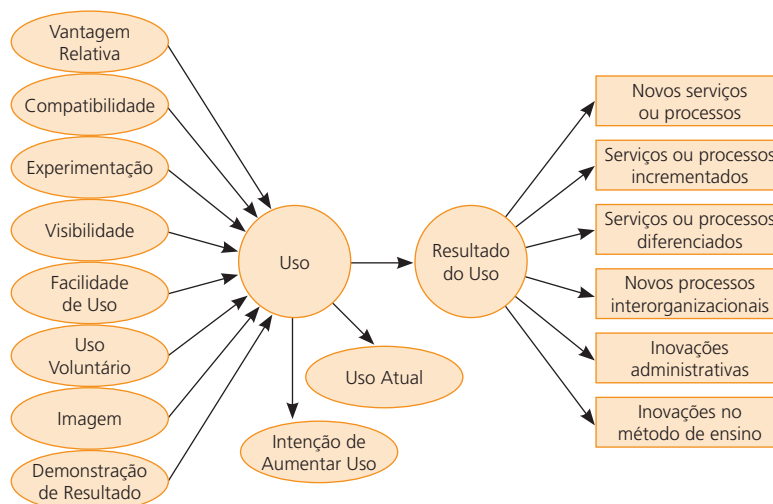 Vantagem
Relativa
Compatibilidade
Experimentação
Visibilidade
Facilidade
de Uso
Uso
Voluntário
Imagem
Demonstração
de Resultado
Uso
Uso Atual
Intenção de
Aumentar Uso
Resultado
do Uso
Novos serviços
ou processos
Serviços ou processos
incrementados
Serviços ou processos
diferenciados
Novos processos
interorganizacionais
Inovações
administrativas
Inovações no
método de ensino